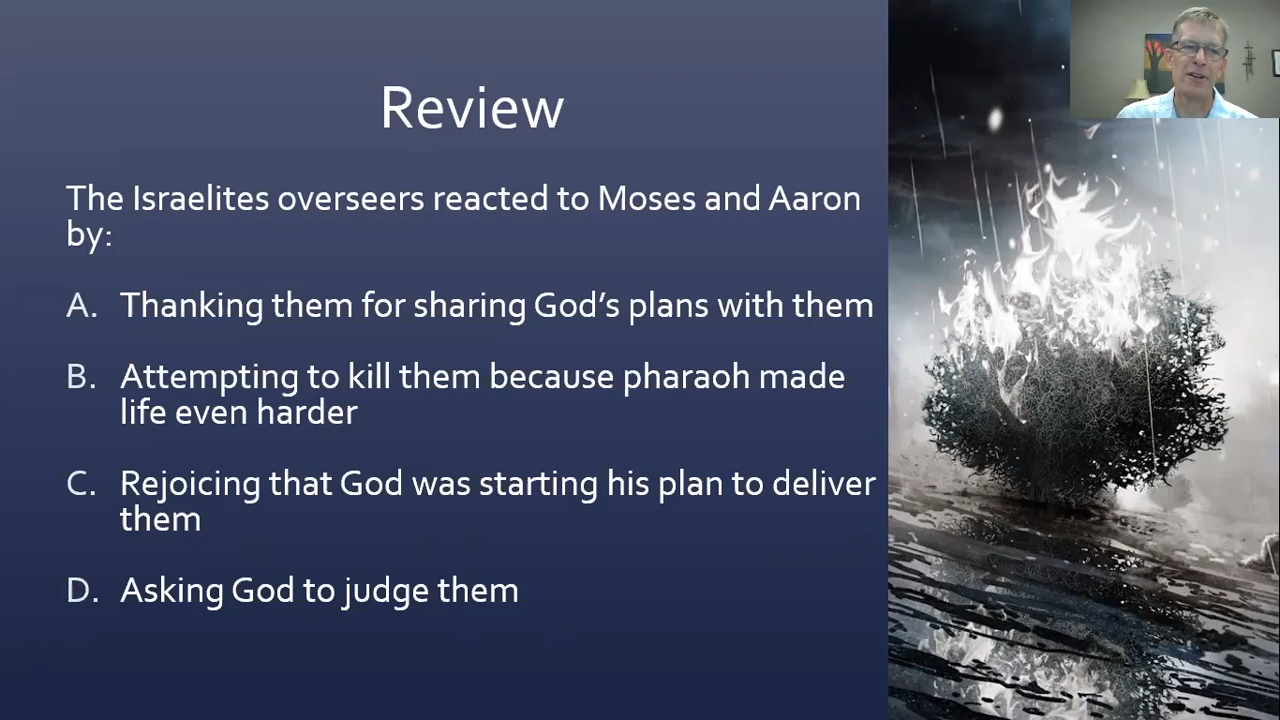 Review
The Israelites overseers reacted to Moses and Aaron
by:
A. Thanking them for sharing God’s plans with them
B. Attempting to kill them because pharaoh made
life even harder
C. Rejoicing that God was starting his plan to deliver
them
D. Asking God to judge them